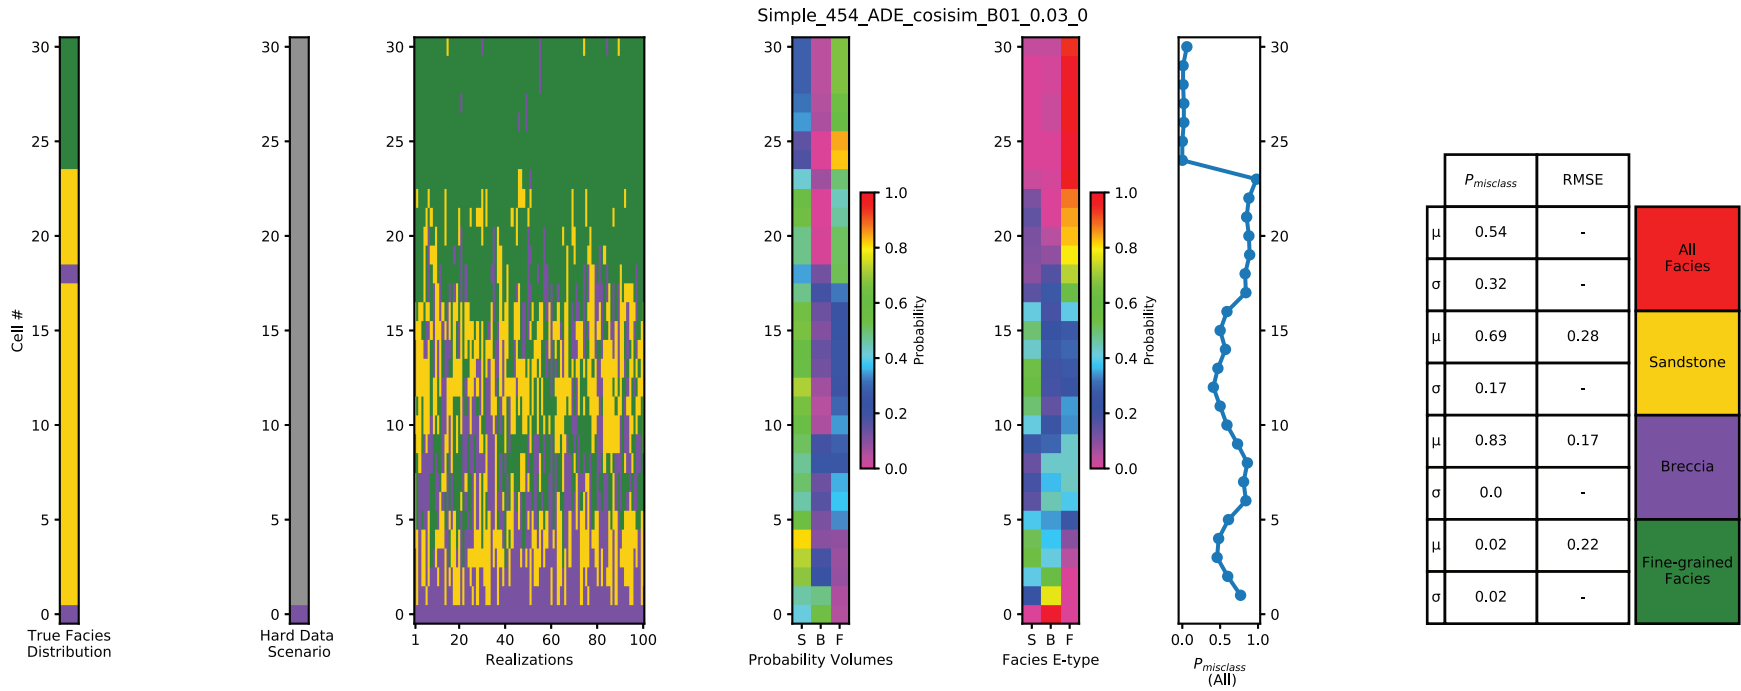 Simple_454_ADE_cosisim_B01_0.03_0
Cell #
30
25
20
15
10
5
0
True Facies
Distribution
30
25
20
15
10
5
0
Hard Data
Scenario
30
25
20
15
10
5
0
1 20 40 60 80 100
Realizations
30
25
20
15
10
5
0
S B F
Probability Volumes
1.0
0.8
0.6
0.4
0.2
0.0
Probability
30
25
20
15
10
5
0
S B F
Facies E-type
1.0
0.8
0.6
0.4
0.2
0.0
Probability
30
25
20
15
10
5
0
0.0 0.5 1.0
Pmisclass
(All)
Pmisclass RMSE
μ 0.54 -
σ 0.32 -
All
Facies
μ 0.69 0.28
σ 0.17 -
Sandstone
μ 0.83 0.17
σ 0.0 -
Breccia
μ 0.02 0.22
σ 0.02 -
Fine-grained
Facies